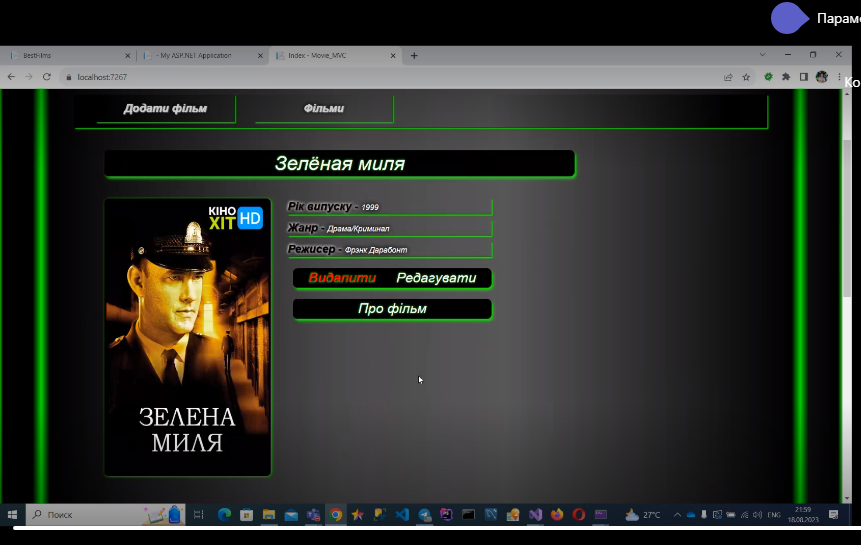 Парам
BestFilms
- My ASP.NET Application
Index - Movie_MVC
localhost:7267
Ко
Додати фільм
Фільми
Зелёная миля
КІНО
ХІТ HD
Рік випуску - 1999
Жанр - Драма/Криминал
Режисер - Фрэнк Дарабонт
Видалити
Редагувати
Про фільм
ЗЕЛЕНА
МИЛЯ
Поиск
27°C
ENG
21:59
18.08.2023